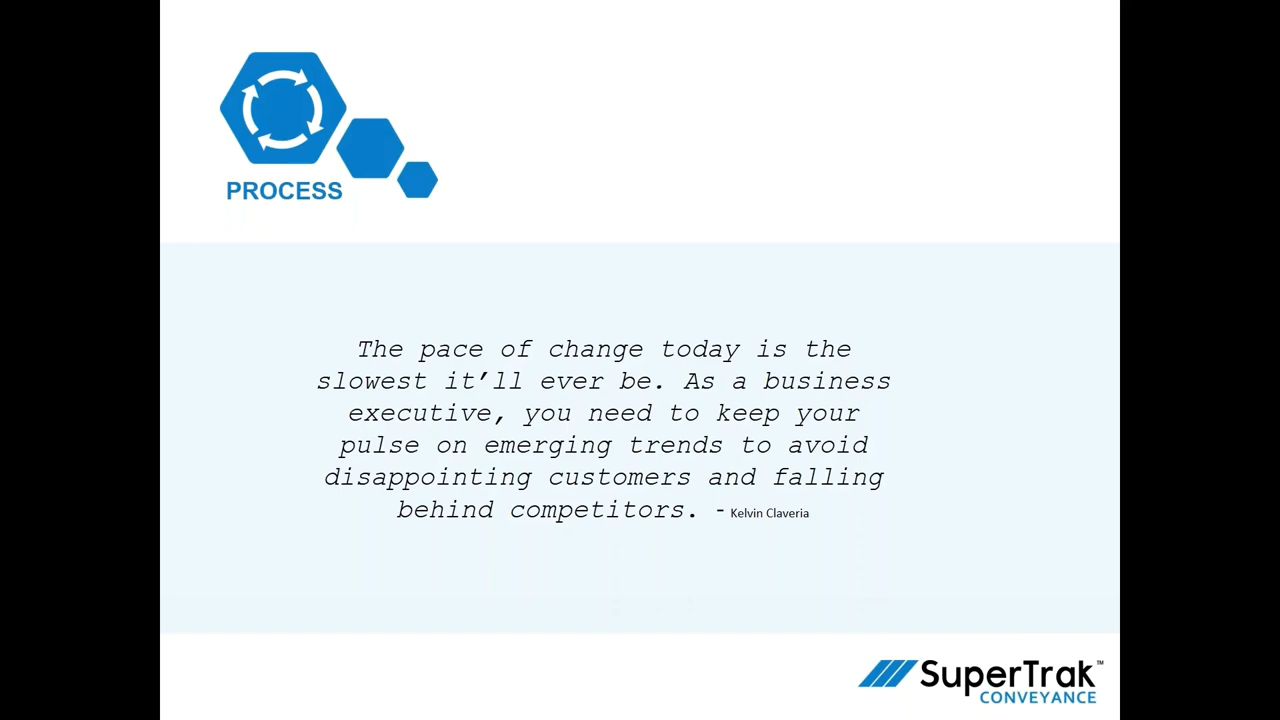 PROCESS
The pace of change today is the
slowest it’ll ever be. As a business
executive, you need to keep your
pulse on emerging trends to avoid
disappointing customers and falling
behind competitors. - Kelvin Claveria
SuperTrak™
CONVEYANCE